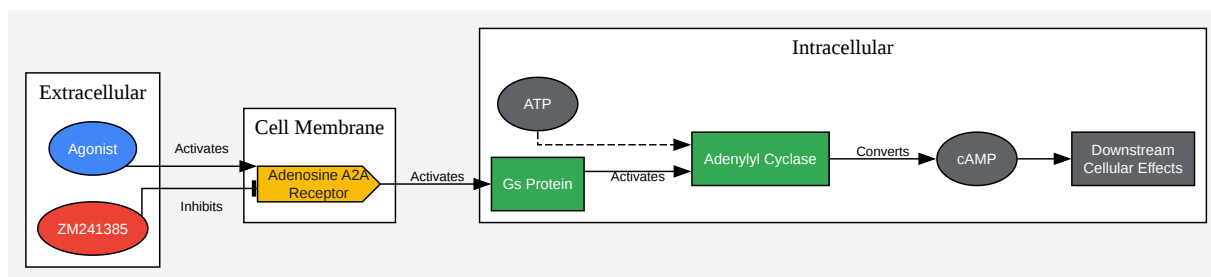 Extracellular
Agonist
ZM241385
Activates
Inhibits
Cell Membrane
Adenosine A2A
Receptor
Activates
Intracellular
ATP
Gs Protein
Activates
Adenylyl Cyclase
Converts
cAMP
Downstream
Cellular Effects